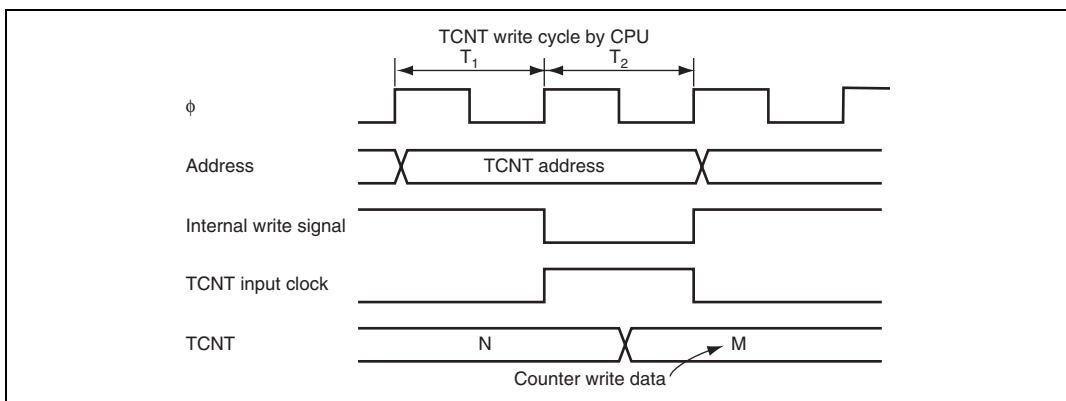 TCNT write cycle by CPU
T1 T2
ϕ
Address TCNT address
Internal write signal
TCNT input clock
TCNT N M
Counter write data